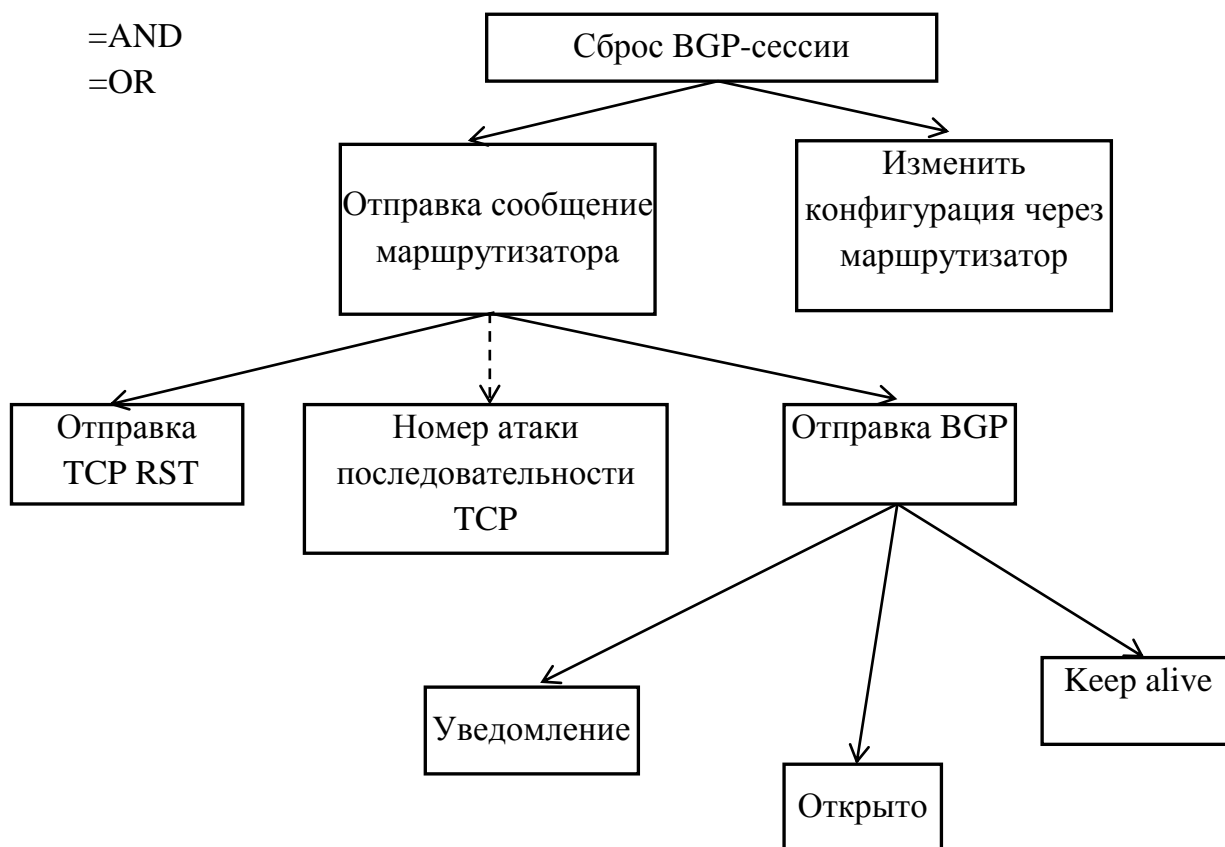 =AND
=OR
Сброс BGP-сессии
Отправка сообщение
маршрутизатора
Изменить
конфигурация через
маршрутизатор
Отправка
TCP RST
Номер атаки
последовательности
TCP
Отправка BGP
Уведомление
Открыто
Keep alive